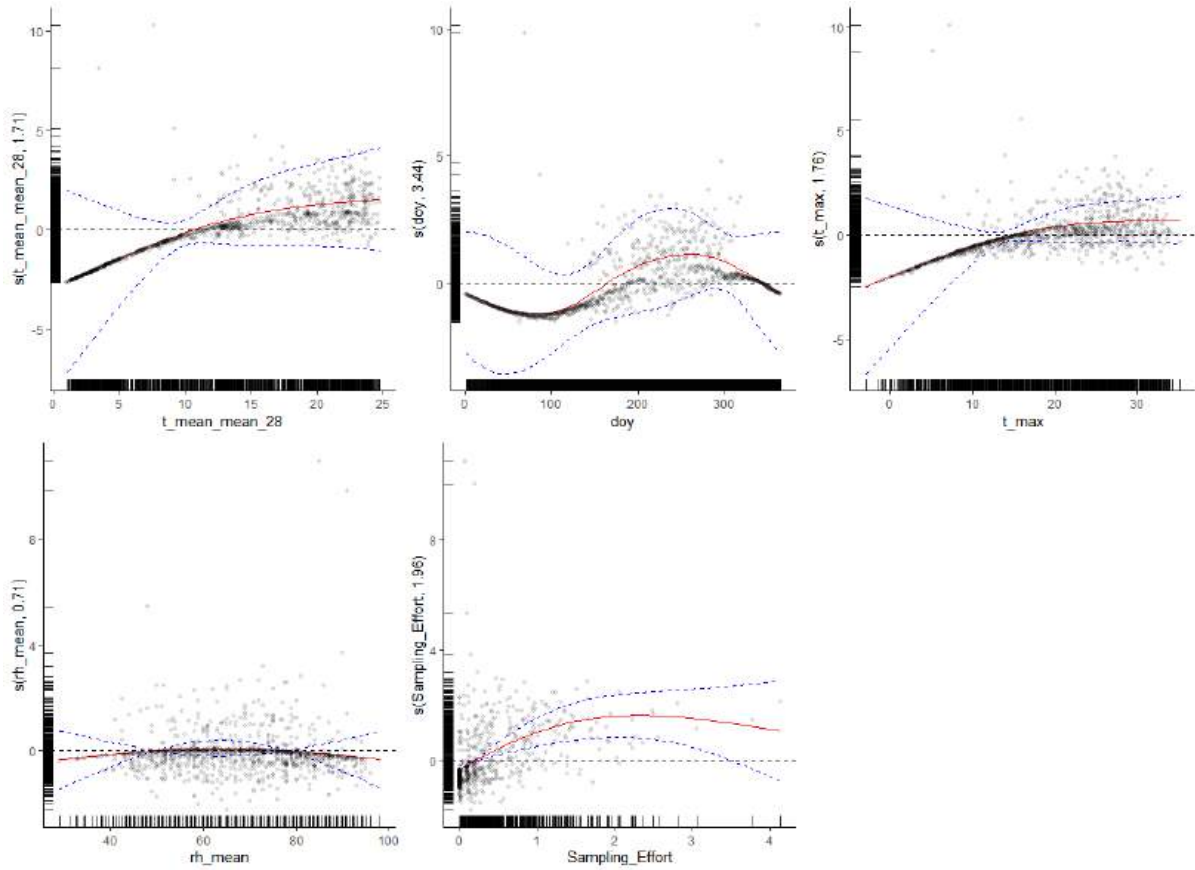 s(t_mean_mean_28, 1.71)
10
5
0
-5
0 5 10 15 20 25
t_mean_mean_28
s(doy, 3.44)
10
5
0
0 100 200 300
doy
s(t_max, 1.76)
10
5
0
-5
0 10 20 30
t_max
s(rh_mean, 0.71)
8
4
0
40 60 80 100
rh_mean
s(Sampling_Effort, 1.96)
8
4
0
0 1 2 3 4
Sampling_Effort